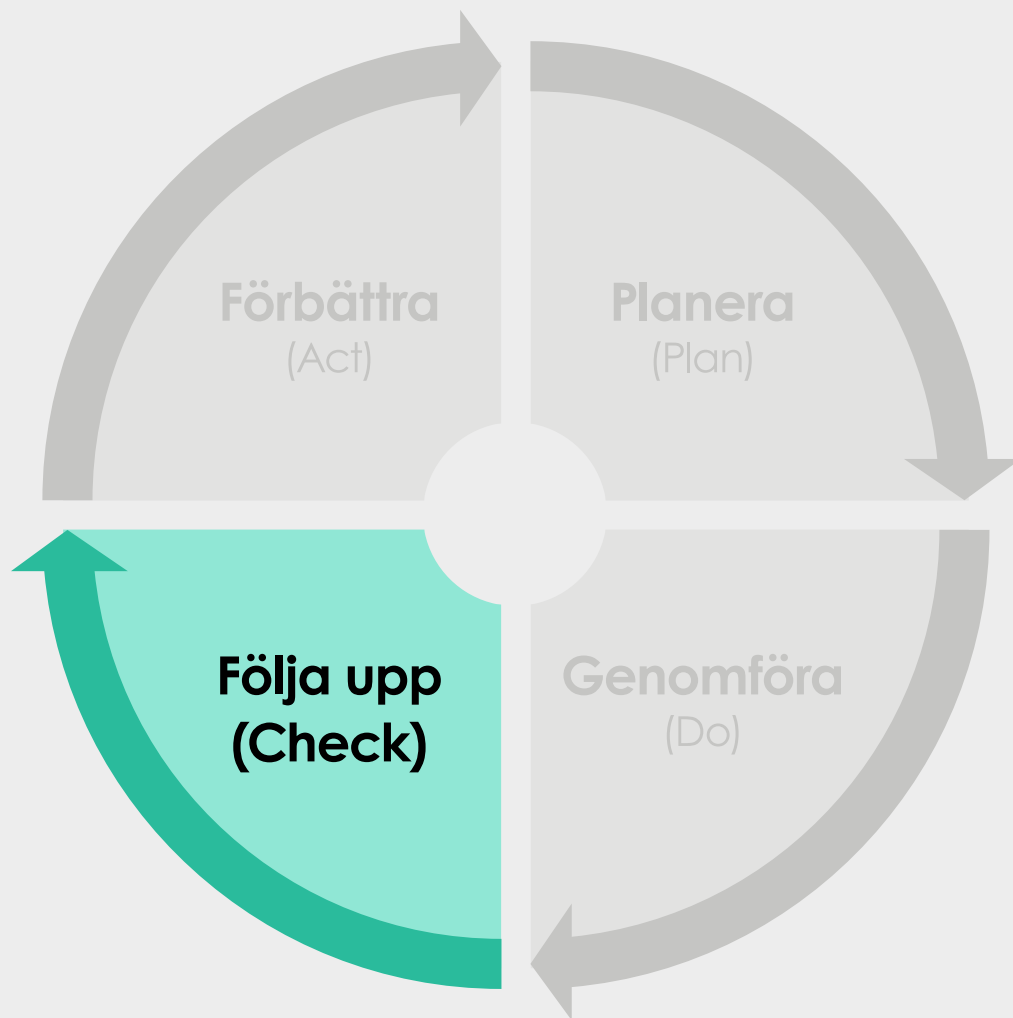 Förbättra
(Act)
Planera
(Plan)
Följa upp
(Check)
Genomföra
(Do)